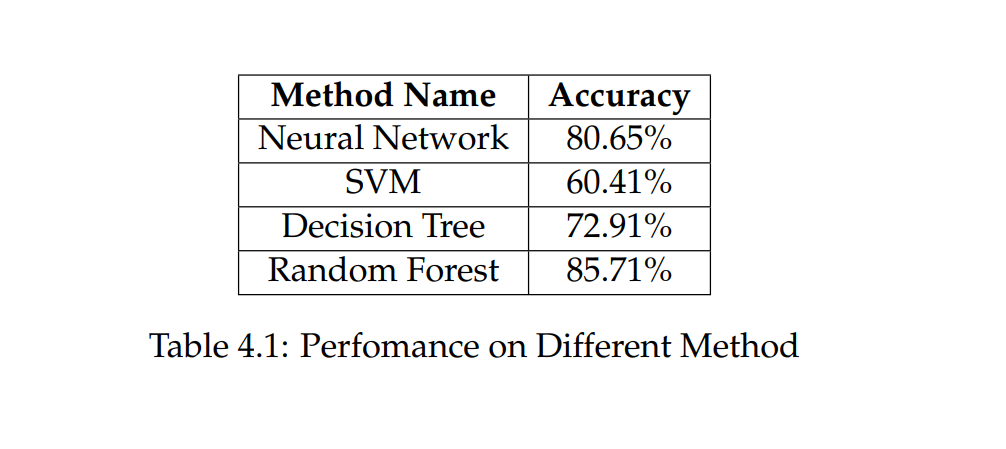 Method Name Accuracy
Neural Network 80.65%
SVM 60.41%
Decision Tree 72.91%
Random Forest 85.71%
Table 4.1: Perfomance on Different Method